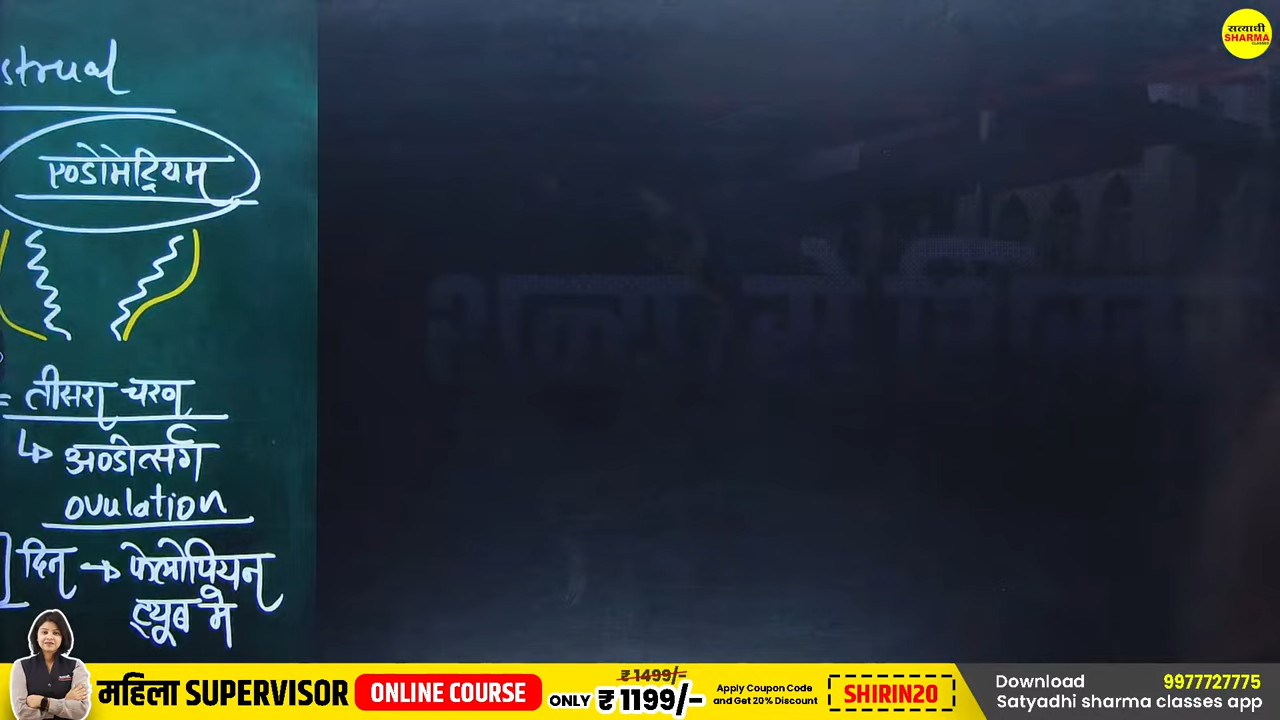 strual
एण्डोमेट्रियम
= तीसरा चरण
↳ अण्डोत्सर्ग
ovulation
] दिन → फेलोपियन
ट्यूब मे
सत्यार्थी
SHARMA
CLASSES
महिला SUPERVISOR
ONLINE COURSE
₹ 1499/-
ONLY ₹ 1199/-
Apply Coupon Code
and Get 20% Discount
SHIRIN20
Download 9977727775
Satyadhi sharma classes app